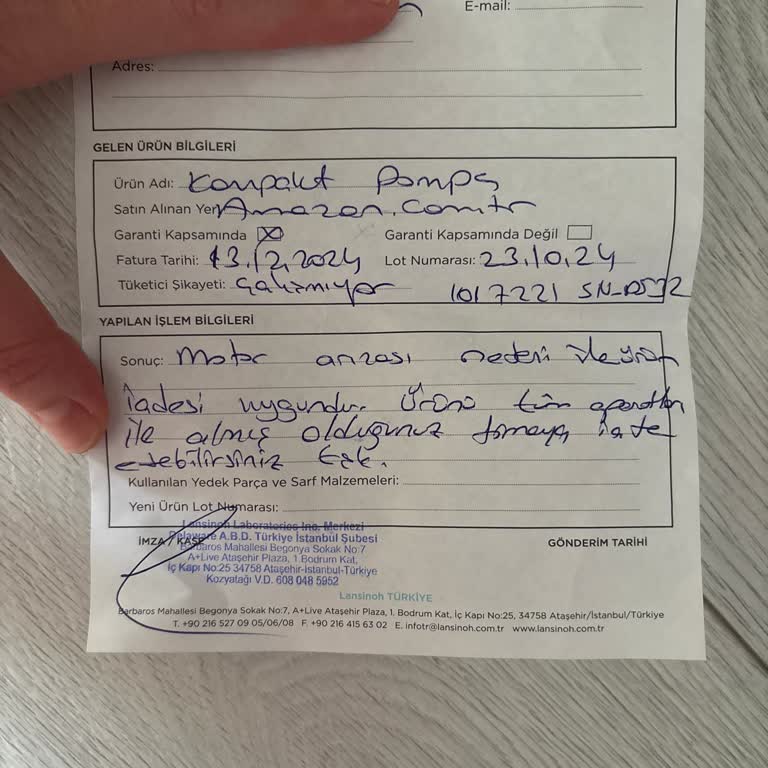 E-mail:
Adres:
GELEN ÜRÜN BİLGİLERİ
Ürün Adı: Kompakt Pompa
Satın Alınan Yer Amazon.com.tr
Garanti Kapsamında X Garanti Kapsamında Değil
Fatura Tarihi: 13.12.2024 Lot Numarası: 23.10.24
Tüketici Şikayeti: Çalışmıyor 1017221
YAPILAN İŞLEM BİLGİLERİ
Sonuç: Motor arızası nedeni ile ürün
İadesi uygundur. Ürünü tüm aparatları
ile almış olduğunuz firmaya iade
edebilirsiniz
Kullanılan Yedek Parça ve Sarf Malzemeleri:
Yeni Ürün Lot Numarası:
İMZA / KAŞE
Lansinoh Laboratories Inc. Merkezi
Delaware A.B.D. Türkiye İstanbul Şubesi
Barbaros Mahallesi Begonya Sokak No:7
A+Live Ataşehir Plaza, 1 Bodrum Kat,
İç Kapı No:25 34758 Ataşehir-İstanbul-Türkiye
Kozyatağı V.D. 608 048 5952
GÖNDERİM TARİHİ
Lansinoh TÜRKİYE
Barbaros Mahallesi Begonya Sokak No:7, A+Live Ataşehir Plaza, 1. Bodrum Kat, İç Kapı No:25, 34758 Ataşehir/İstanbul/Türkiye
T. +90 216 527 09 05/06/08 F. +90 216 415 63 02 E. infotr@lansinoh.com.tr www.lansinoh.com.tr